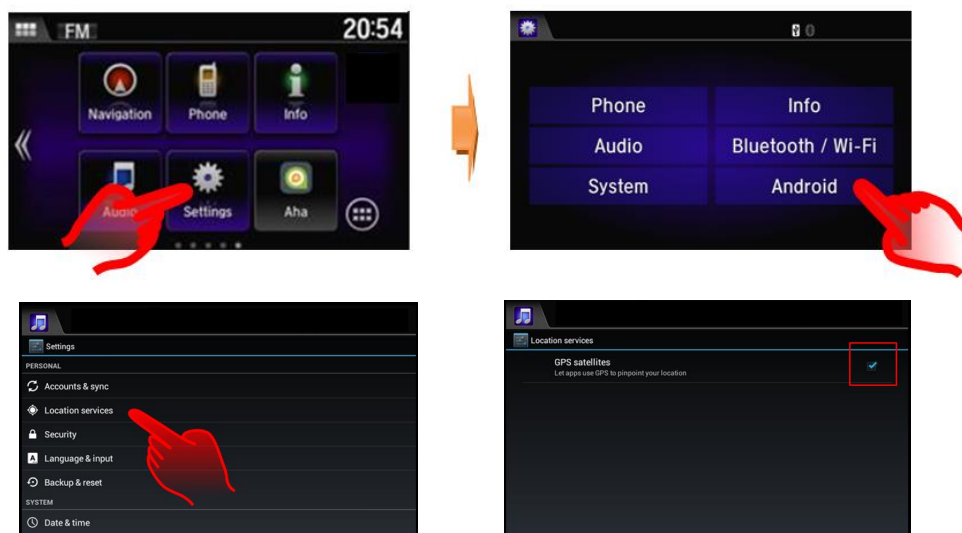 FM
20:54
Navigation
Phone
Info
Audio
Settings
Aha
Phone
Info
Audio
Bluetooth / Wi-Fi
System
Android
Settings
PERSONAL
Accounts & sync
Location services
Security
A Language & input
Backup & reset
SYSTEM
Date & time
Location services
GPS satellites
Let apps use GPS to pinpoint your location